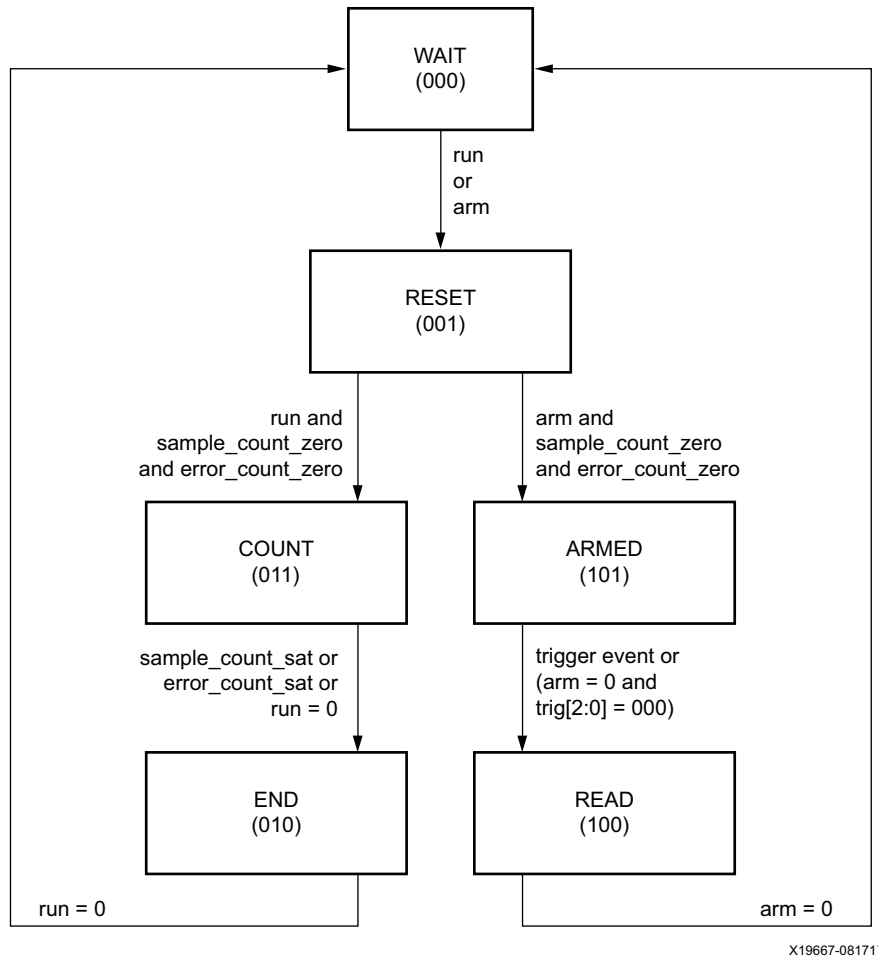 WAIT
(000)
run
or
arm
RESET
(001)
run and
sample_count_zero
and error_count_zero
arm and
sample_count_zero
and error_count_zero
COUNT
(011)
ARMED
(101)
sample_count_sat or
error_count_sat or
run = 0
trigger event or
(arm = 0 and
trig[2:0] = 000)
END
(010)
READ
(100)
run = 0
arm = 0
X19667-081717